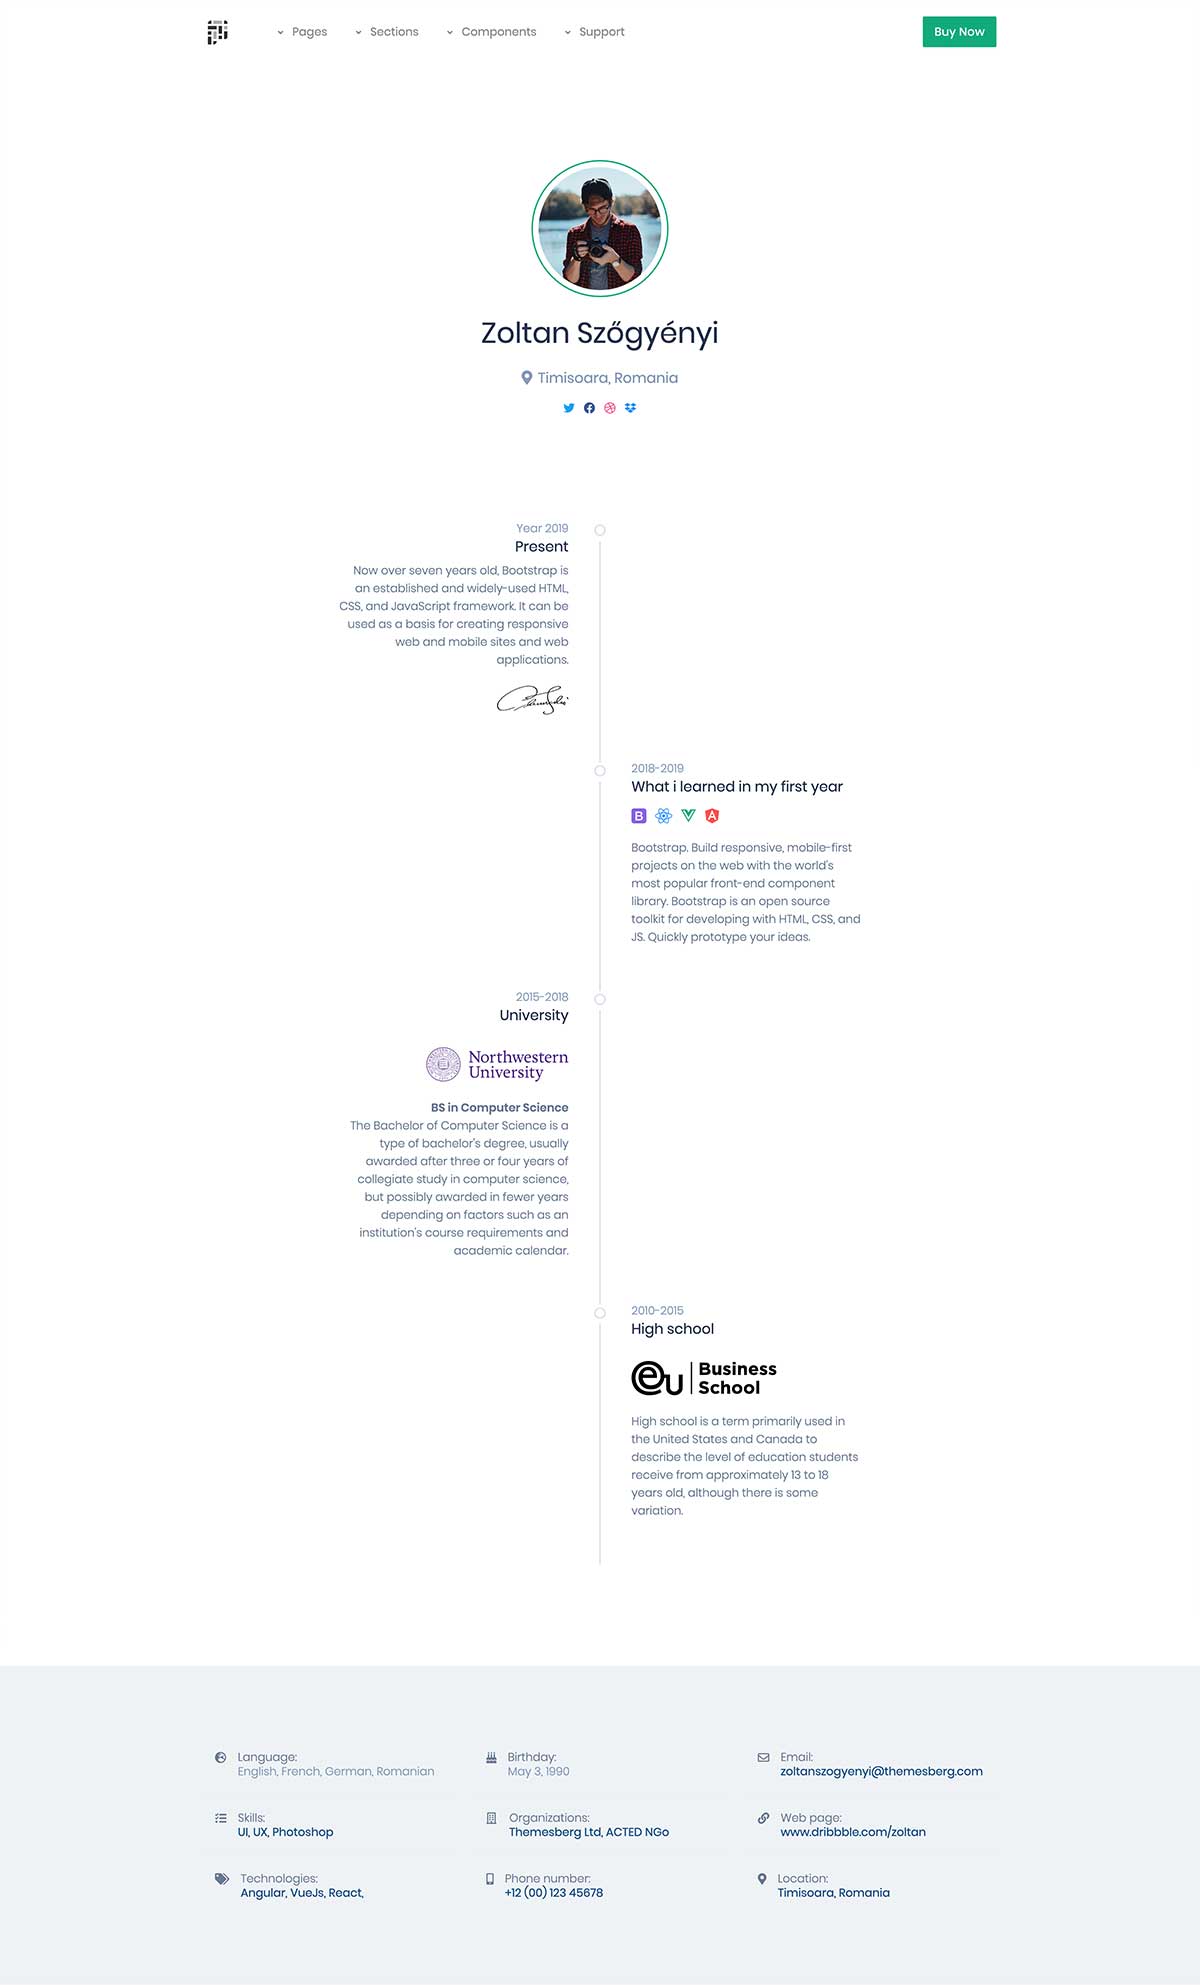 Pages
Sections
Components
Support
Buy Now
Zoltan Szőgyényi
Timisoara, Romania
Year 2019
Present
Now over seven years old, Bootstrap is
an established and widely-used HTML,
CSS, and JavaScript framework. It can be
used as a basis for creating responsive
web and mobile sites and web
applications.
2018-2019
What i learned in my first year
B
A
Bootstrap. Build responsive, mobile-first
projects on the web with the world's
most popular front-end component
library. Bootstrap is an open source
toolkit for developing with HTML, CSS, and
JS. Quickly prototype your ideas.
2015-2018
University
Northwestern
University
BS in Computer Science
The Bachelor of Computer Science is a
type of bachelor's degree, usually
awarded after three or four years of
collegiate study in computer science,
but possibly awarded in fewer years
depending on factors such as an
institution's course requirements and
academic calendar.
2010-2015
High school
eu
Business
School
High school is a term primarily used in
the United States and Canada to
describe the level of education students
receive from approximately 13 to 18
years old, although there is some
variation.
Language:
English, French, German, Romanian
Birthday:
May 3, 1990
Email:
zoltanszogyenyi@themesberg.com
Skills:
UI, UX, Photoshop
Organizations:
Themesberg Ltd, ACTED NGo
Web page:
www.dribbble.com/zoltan
Technologies:
Angular, VueJs, React,
Phone number:
+12 (00) 123 45678
Location:
Timisoara, Romania